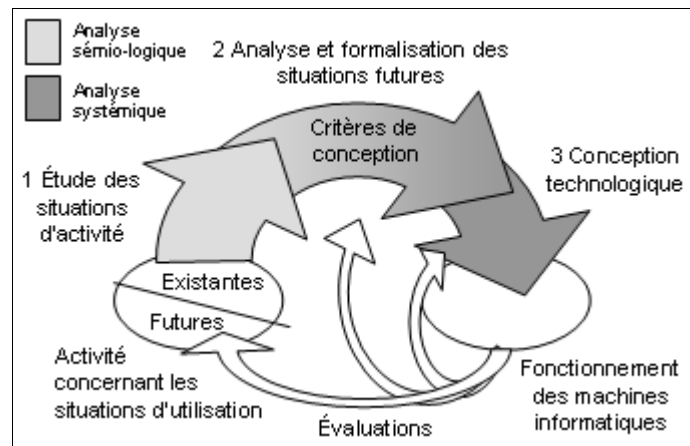 Analyse
sémio-logique
Analyse
systémique
2 Analyse et formalisation des
situations futures
Critères de
conception
3 Conception
technologique
1 Étude des
situations
d'activité
Existantes
Futures
Activité
concernant les
situations d'utilisation
Évaluations
Fonctionnement
des machines
informatiques